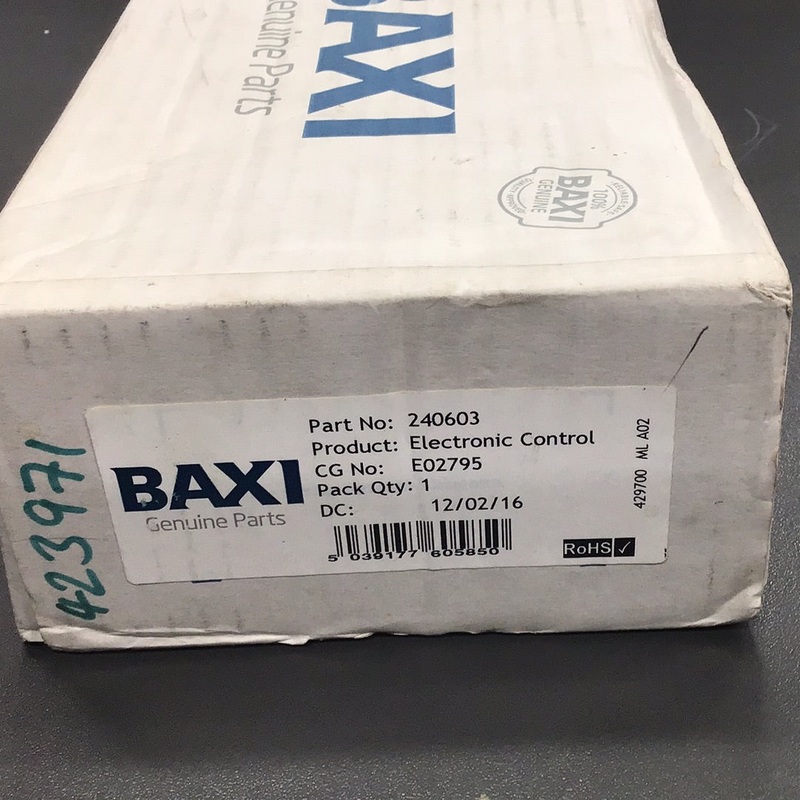 BAXI
Genuine Parts
100%
BAXI
GENUINE
BAXI
Genuine Parts
Part No: 240603
Product: Electronic Control
CG No: E02795
Pack Qty: 1
DC: 12/02/16
5 039177 605850
RoHS ✓
429700 ML A02
423971